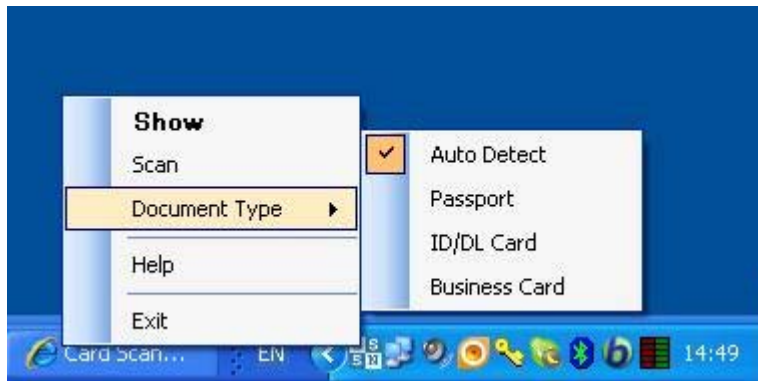 Show
Scan
Document Type
Help
Exit
Auto Detect
Passport
ID/DL Card
Business Card
Card Scan...
EN
14:49